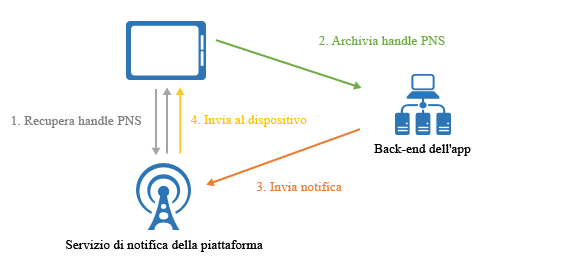 2. Archivia handle PNS
1. Recupera handle PNS
4. Invia al dispositivo
Back-end dell'app
3. Invia notifica
Servizio di notifica della piattaforma